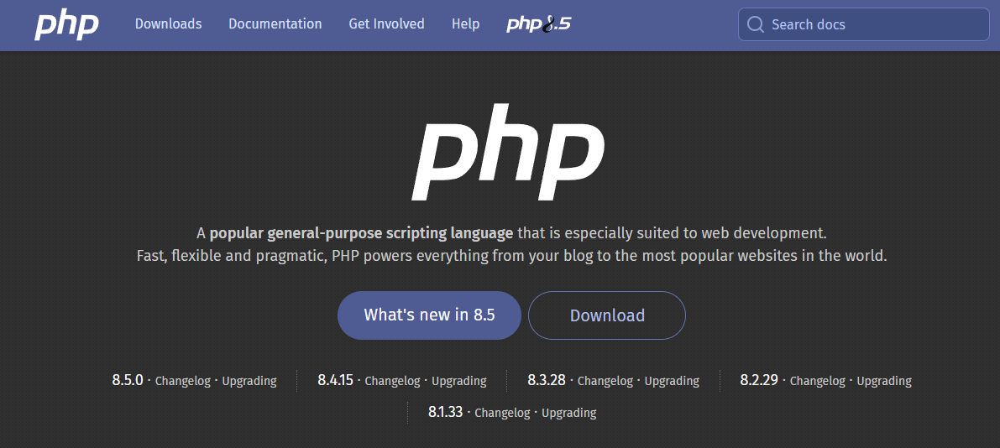 php Downloads Documentation Get Involved Help php8.5 Search docs
php
A popular general-purpose scripting language that is especially suited to web development.
Fast, flexible and pragmatic, PHP powers everything from your blog to the most popular websites in the world.
What's new in 8.5 Download
8.5.0 · Changelog · Upgrading 8.4.15 · Changelog · Upgrading 8.3.28 · Changelog · Upgrading 8.2.29 · Changelog · Upgrading
8.1.33 · Changelog · Upgrading